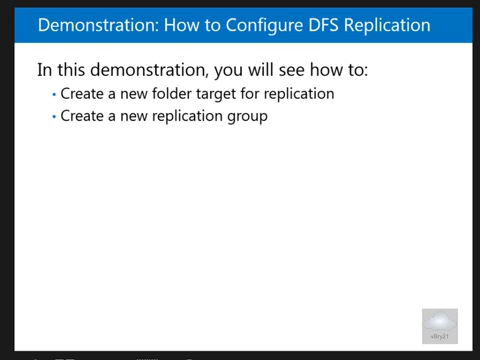 Demonstration: How to Configure DFS Replication
In this demonstration, you will see how to:
• Create a new folder target for replication
• Create a new replication group
vBry21